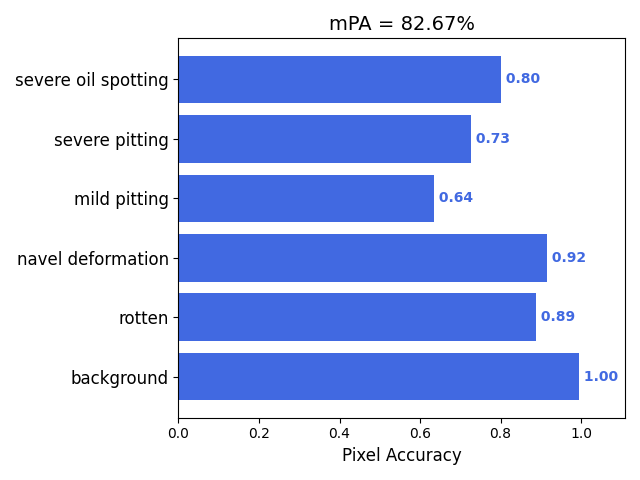 mPA = 82.67%
severe oil spotting 0.80
severe pitting 0.73
mild pitting 0.64
navel deformation 0.92
rotten 0.89
background 1.00
0.0 0.2 0.4 0.6 0.8 1.0
Pixel Accuracy